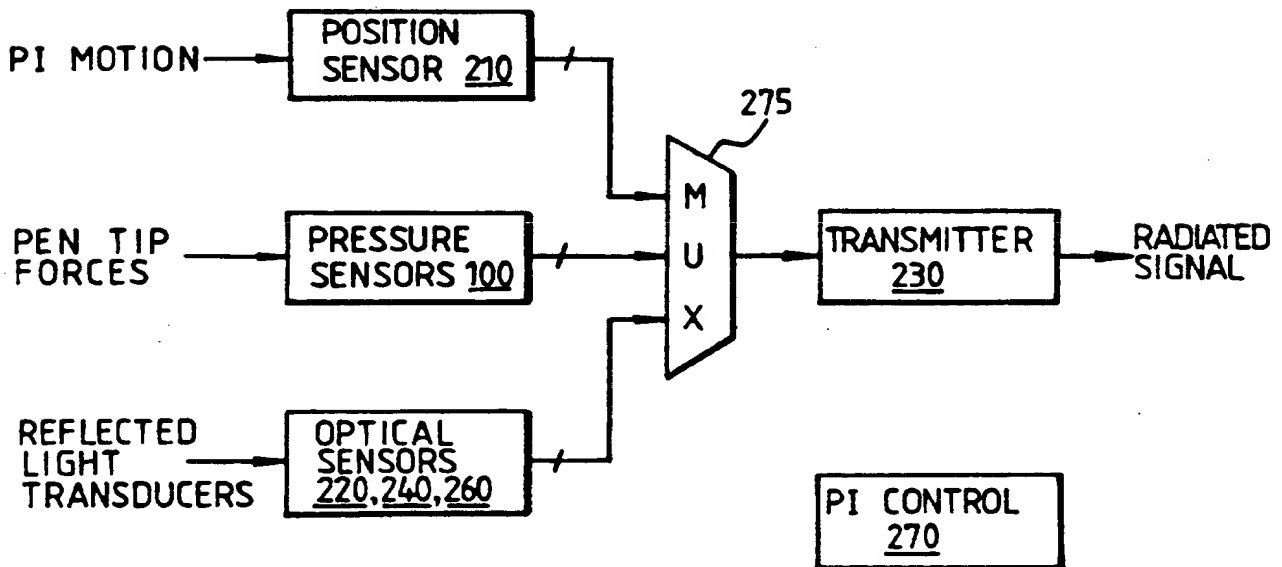 PI MOTION
POSITION
SENSOR 210
275
PEN TIP
FORCES
PRESSURE
SENSORS 100
M
U
X
TRANSMITTER
230
RADIATED
SIGNAL
REFLECTED
LIGHT
TRANSDUCERS
OPTICAL
SENSORS
220, 240, 260
PI CONTROL
270